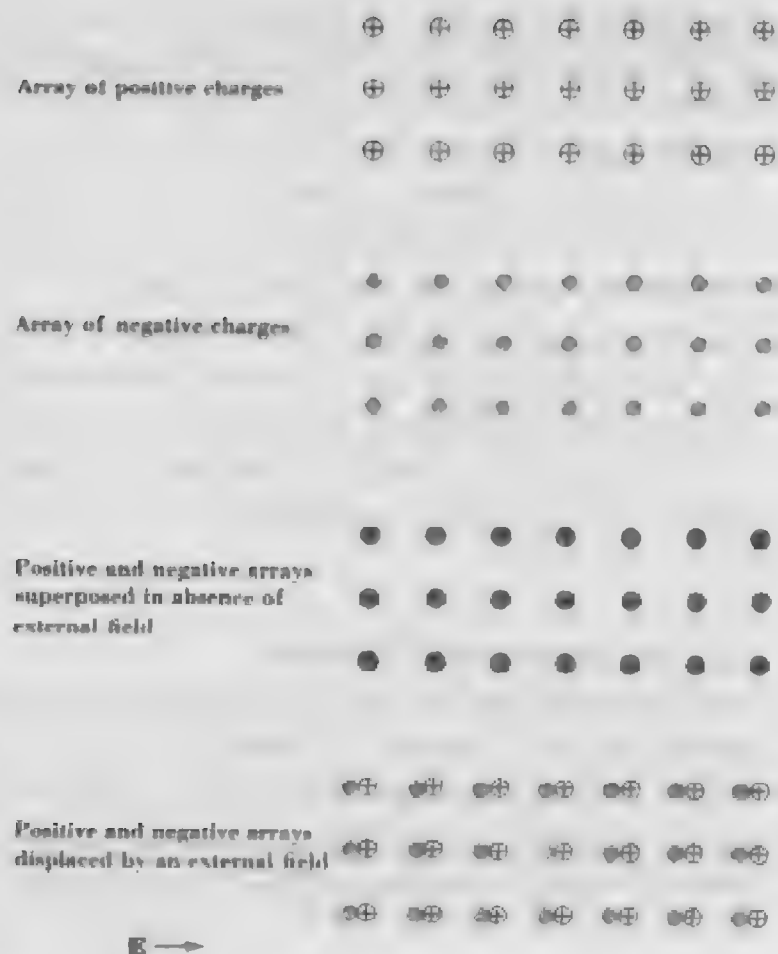 Array of positive charges
Array of negative charges
Positive and negative arrays
superposed in absence of
external field
Positive and negative arrays
displaced by an external field
E